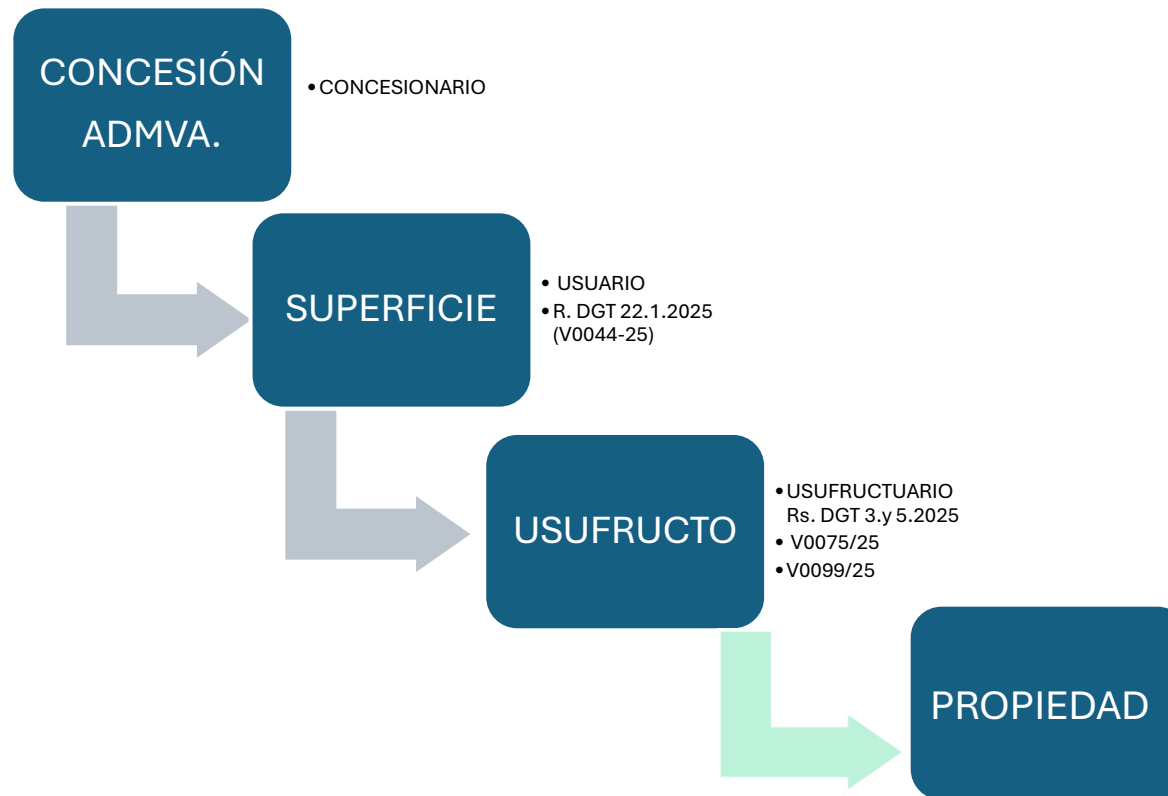 CONCESIÓN
ADMVA.
• CONCESIONARIO
SUPERFICIE
• USUARIO
• R. DGT 22.1.2025
(V0044-25)
USUFRUCTO
• USUFRUCTUARIO
Rs. DGT 3.y 5.2025
• V0075/25
• V0099/25
PROPIEDAD